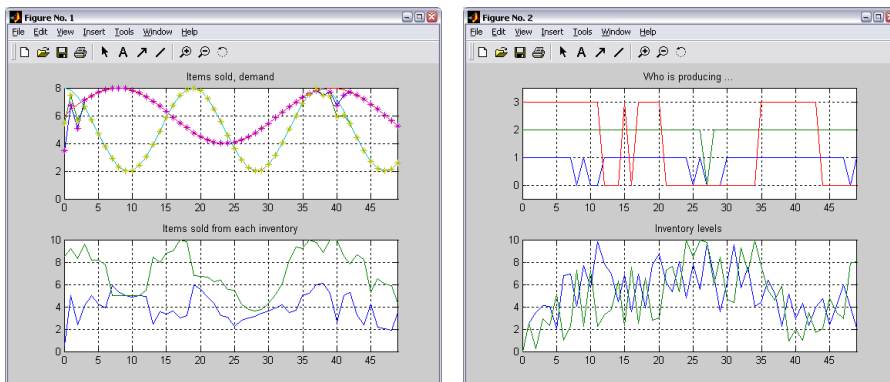 Figure No. 1
File Edit View Insert Tools Window Help
A
Items sold, demand
8
6
4
2
0
0 5 10 15 20 25 30 35 40 45
Items sold from each inventory
10
8
6
4
2
0
0 5 10 15 20 25 30 35 40 45
Figure No. 2
File Edit View Insert Tools Window Help
A
Who is producing ...
3
2
1
0
0 5 10 15 20 25 30 35 40 45
Inventory levels
10
8
6
4
2
0
0 5 10 15 20 25 30 35 40 45